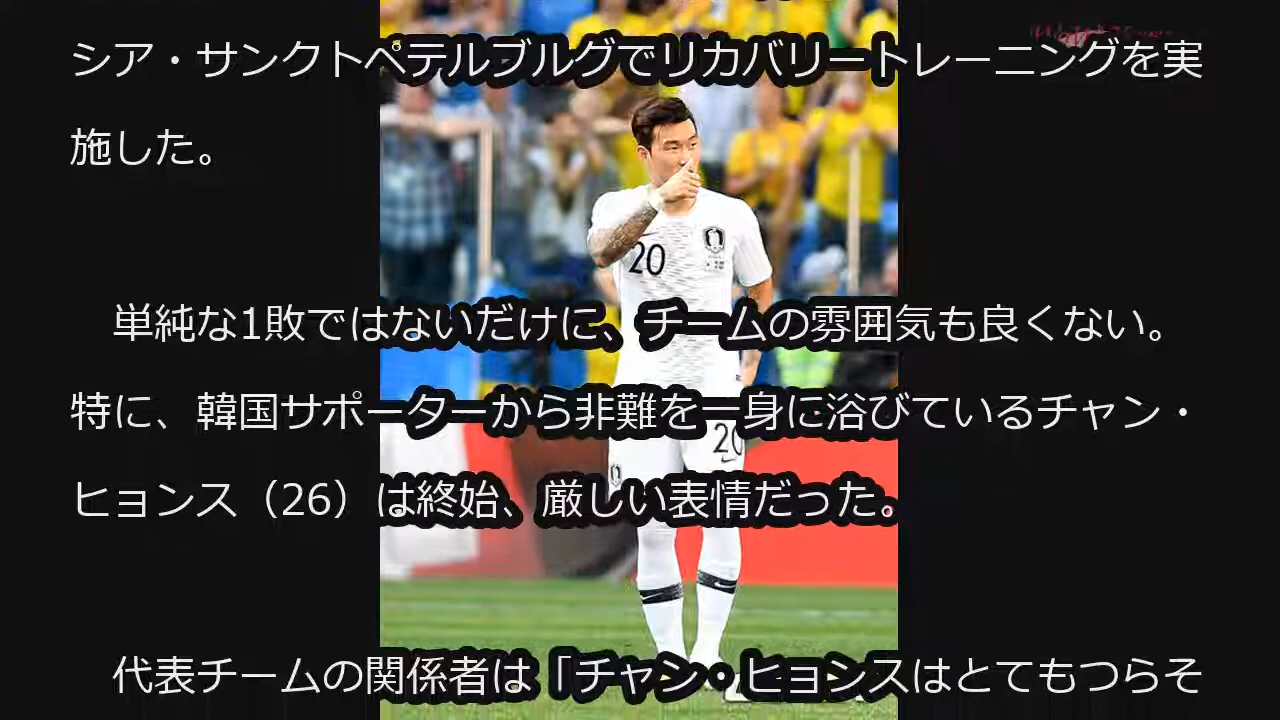 シア・サンクトペテルブルグでリカバリートレーニングを実
施した。
20
単純な1敗ではないだけに、チームの雰囲気も良くない。
特に、韓国サポーターから非難を一身に浴びているチャン・
20
ヒョンス（26）は終始、厳しい表情だった。
代表チームの関係者は「チャン・ヒョンスはとてもつらそ